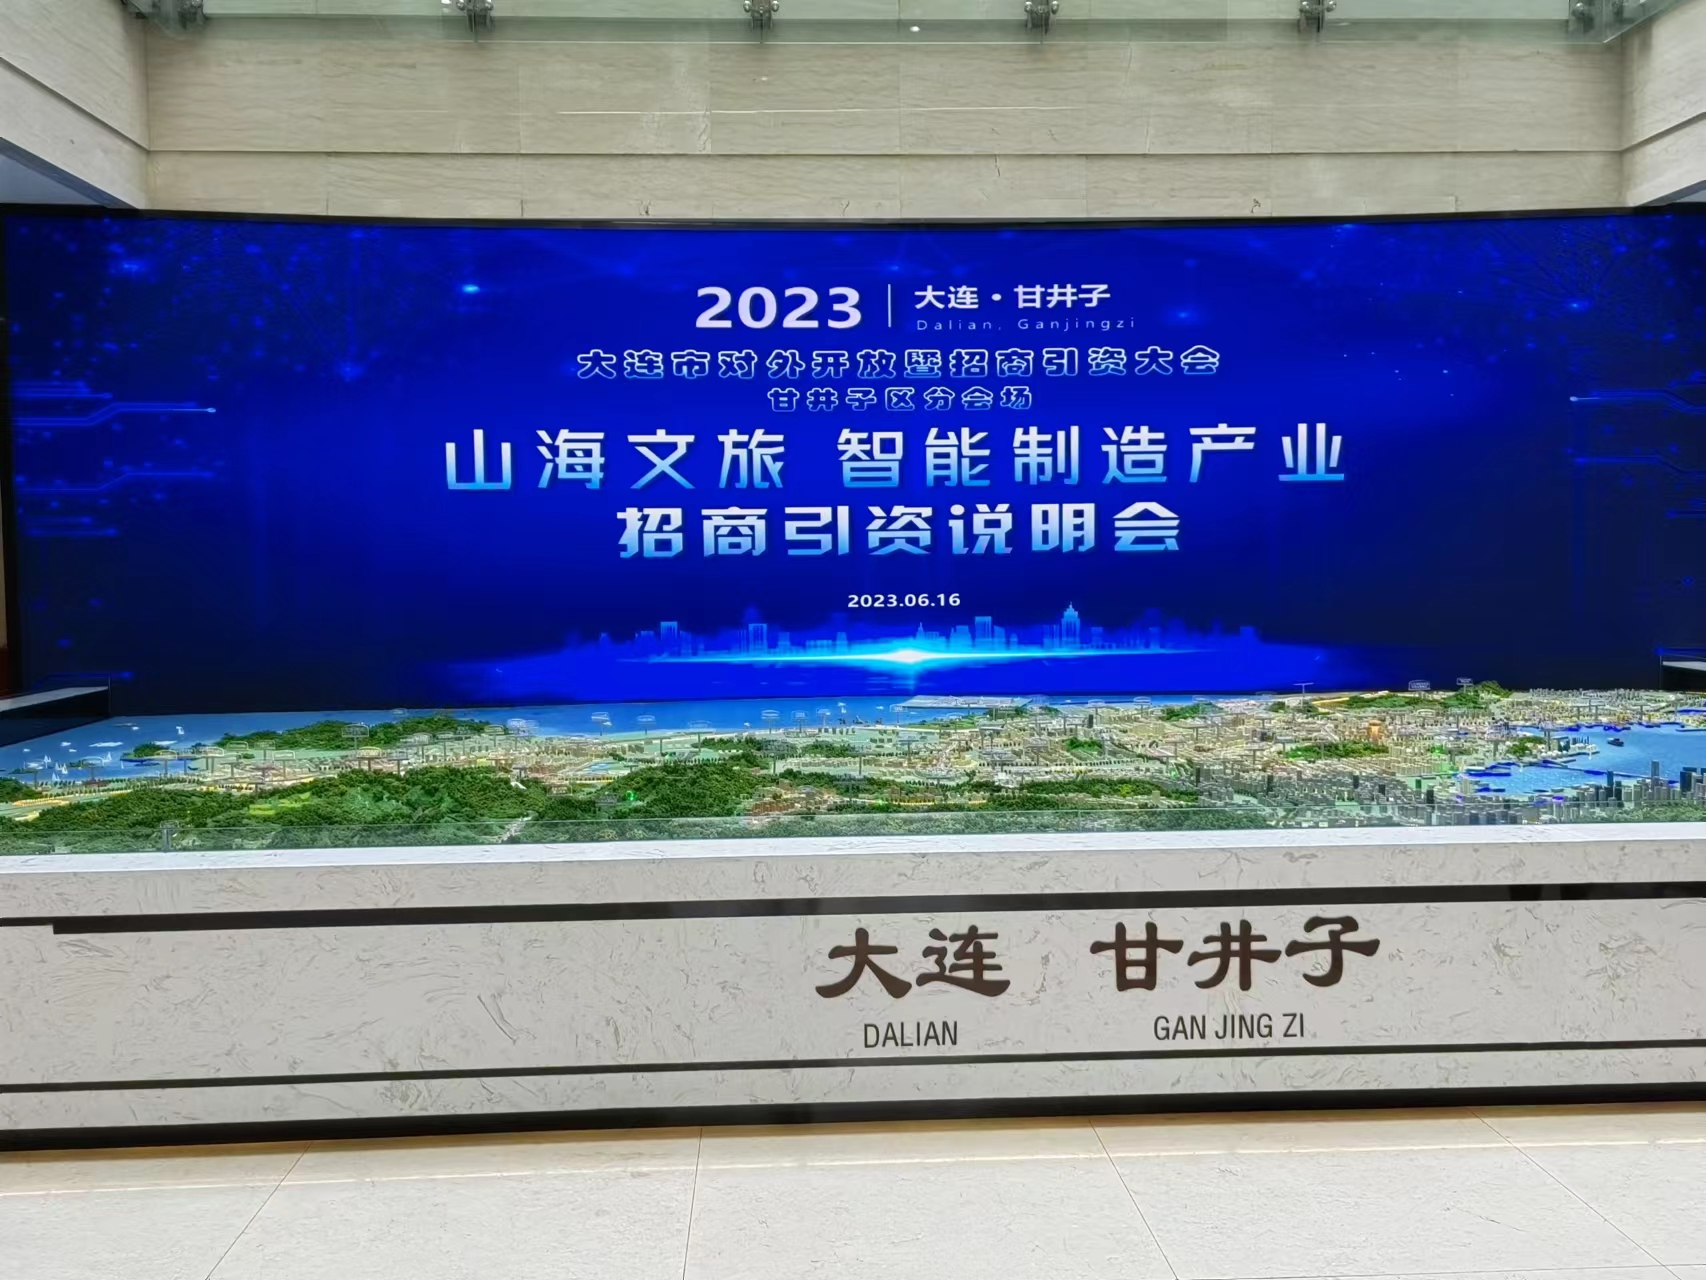 2023 大连·甘井子
Dalian. Ganjingzi
大连市对外开放暨招商引资大会
甘井子区分会场
山海文旅 智能制造产业
招商引资说明会
2023.06.16
大连 甘井子
DALIAN GAN JING ZI